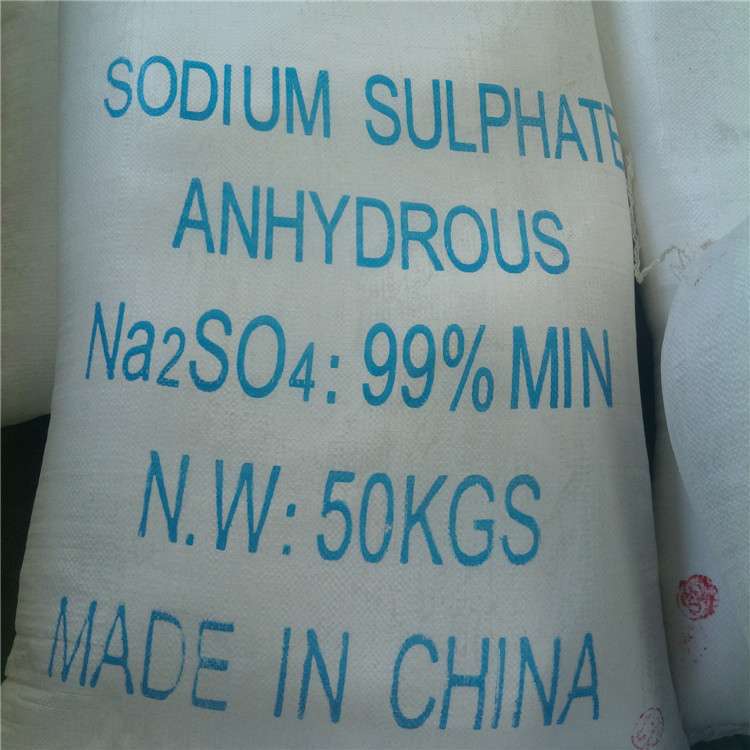 SODIUM SULPHATE
ANHYDROUS
Na2SO4: 99% MIN
N.W: 50KGS
MADE IN CHINA